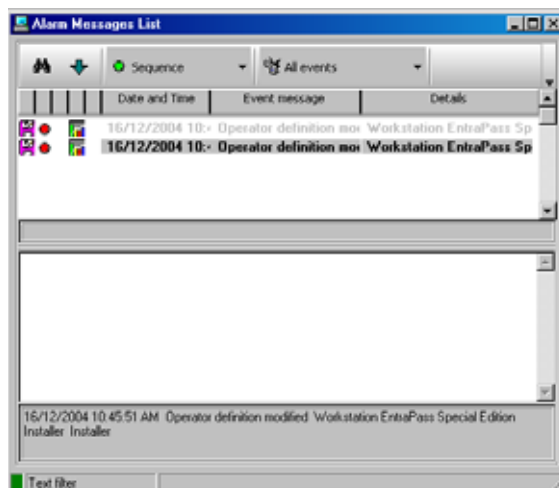 Alarm Messages List
Sequence All events
Date and Time Event message Details
16/12/2004 10:4 Operator definition mo Workstation EntraPass Sp
16/12/2004 10:4 Operator definition mo Workstation EntraPass Sp
16/12/2004 10:45:51 AM Operator definition modified Workstation EntraPass Special Edition
Installer Installer
Text filter